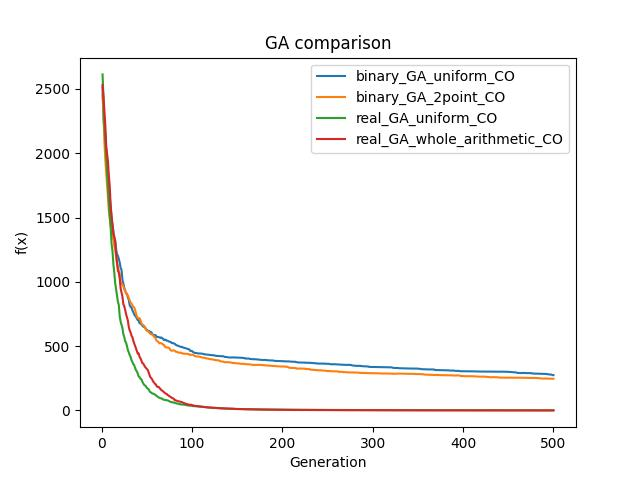 GA comparison
binary_GA_uniform_CO
binary_GA_2point_CO
real_GA_uniform_CO
real_GA_whole_arithmetic_CO
f(x)
2500
2000
1500
1000
500
0
0 100 200 300 400 500
Generation